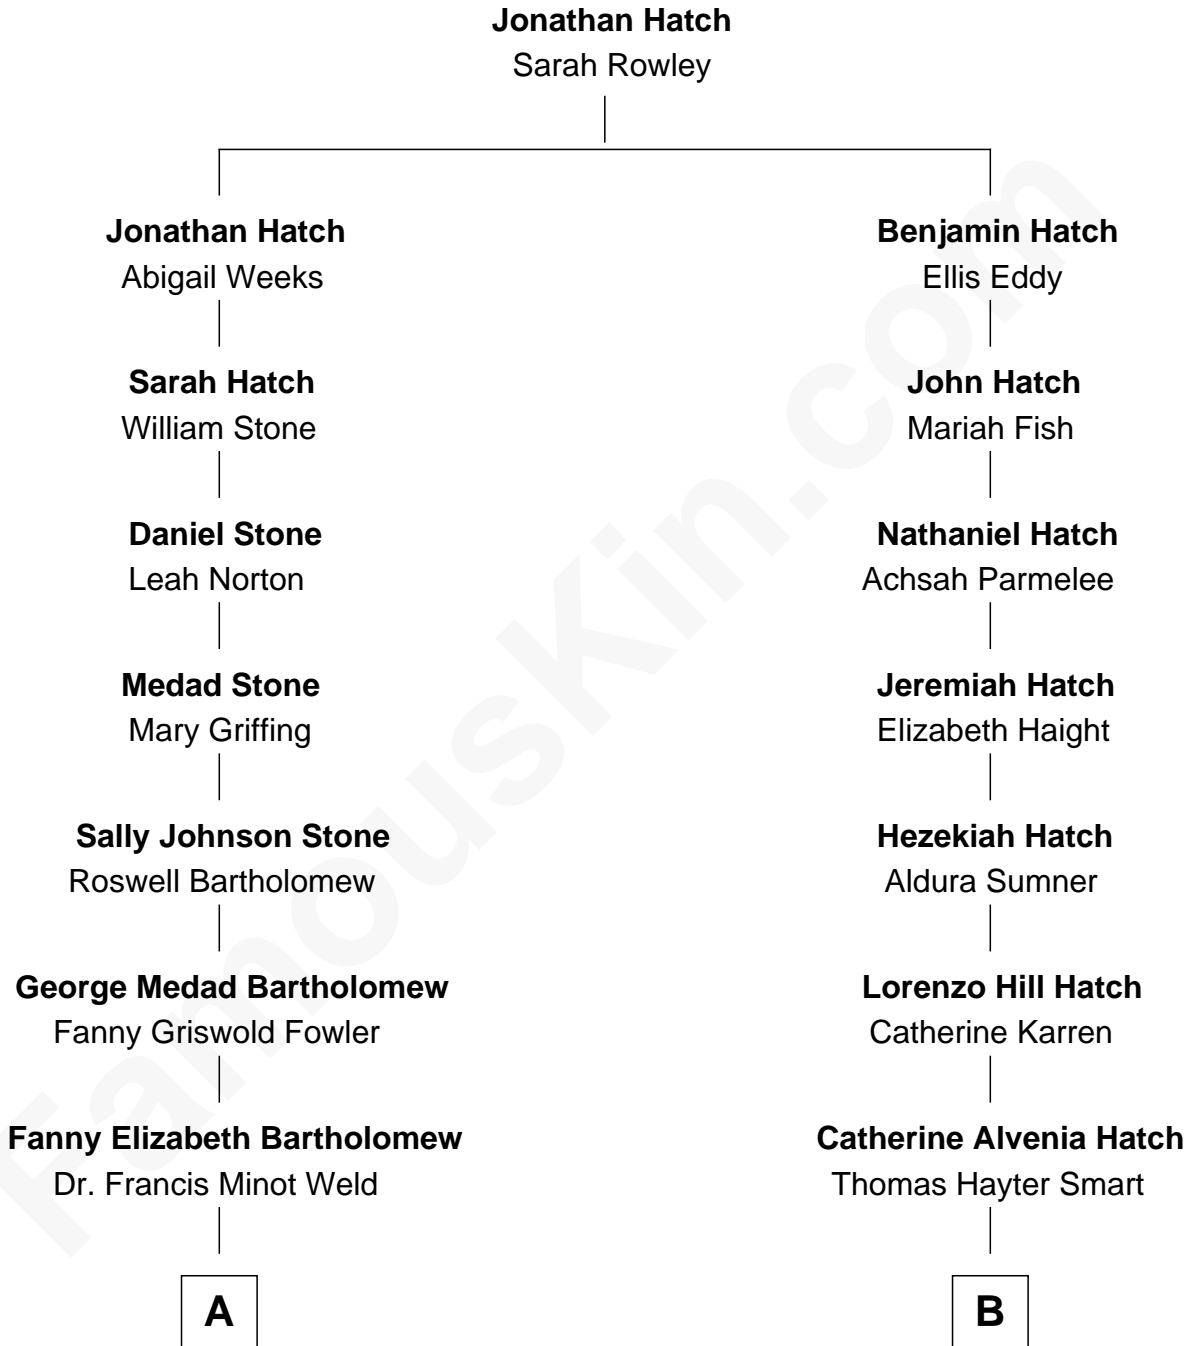 Jonathan Hatch
Sarah Rowley
Jonathan Hatch
Abigail Weeks
Benjamin Hatch
Ellis Eddy
Sarah Hatch
William Stone
John Hatch
Mariah Fish
Daniel Stone
Leah Norton
Nathaniel Hatch
Achsah Parmelee
Medad Stone
Mary Griffing
Jeremiah Hatch
Elizabeth Haight
Sally Johnson Stone
Roswell Bartholomew
Hezekiah Hatch
Aldura Sumner
George Medad Bartholomew
Fanny Griswold Fowler
Lorenzo Hill Hatch
Catherine Karren
Fanny Elizabeth Bartholomew
Dr. Francis Minot Weld
Catherine Alvenia Hatch
Thomas Hayter Smart
A
B
FamousKin.com